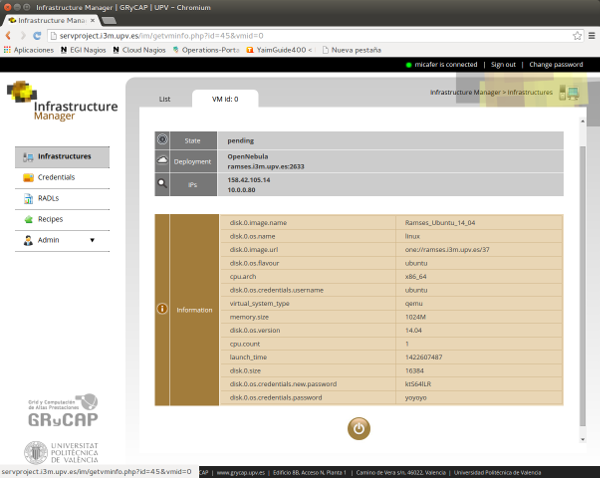 Infrastructure Manager | GRyCAP | UPV - Chromium
Infrastructure Mana
servproject.i3m.upv.es/im/getvminfo.php?id=45&vmid=0
Aplicaciones EGI Nagios Cloud Nagios Operations-Port YaimGuide400 < Nueva pestaña
micafer is connected | Sign out | Change password
Infrastructure
Manager
List
VM Id: 0
Infrastructure Manager > Infrastructures
Infrastructures
Credentials
RADLs
Recipes
Admin
State pending
Deployment OpenNebula
ramses.i3m.upv.es:2633
IPs 158.42.105.14
10.0.0.80
Information
disk.0.image.name Ramses_Ubuntu_14_04
disk.0.os.name linux
disk.0.image.url one://ramses.i3m.upv.es/37
disk.0.os.flavour ubuntu
cpu.arch x86_64
disk.0.os.credentials.username ubuntu
virtual_system_type qemu
memory.size 1024M
disk.0.os.version 14.04
cpu.count 1
launch_time 1422607487
disk.0.size 16384
disk.0.os.credentials.new.password
disk.0.os.credentials.password yoyoyo
Grid y Computación
de Altas Prestaciones
GRyCAP
UNIVERSITAT
POLITÈCNICA
DE VALÈNCIA
servproject.i3m.upv.es/im/getvminfo.php?id=45&vmid=0
CAP | www.grycap.upv.es | Edificio 8B, Acceso N, Planta 1 | Camino de Vera s/n, 46022, Valencia | Universidad Politécnica de Valencia